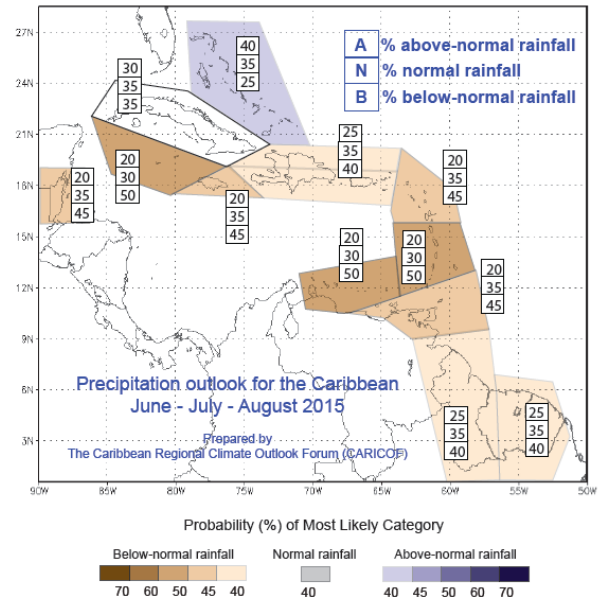 27N
24N
21N
18N
15N
12N
9N
6N
3N
90W 85W 80W 75W 70W 65W 60W 55W 50W
A % above-normal rainfall
N % normal rainfall
B % below-normal rainfall
40
35
25
30
35
35
25
35
40
20
30
50
20
35
45
20
35
45
20
35
45
20
30
50
20
30
50
20
35
45
25
35
40
25
35
40
Precipitation outlook for the Caribbean
June - July - August 2015
Prepared by
The Caribbean Regional Climate Outlook Forum (CARICOF)
Probability (%) of Most Likely Category
Below-normal rainfall Normal rainfall Above-normal rainfall
70 60 50 45 40 40 40 45 50 60 70